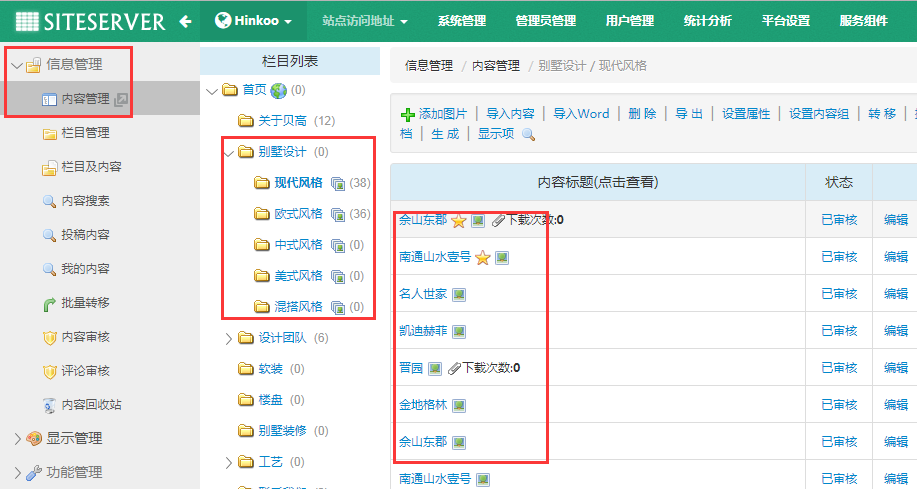 SITESERVER Hinkoo 站点访问地址 系统管理 管理员管理 用户管理 统计分析 平台设置 服务组件
信息管理
内容管理
栏目管理
栏目及内容
内容搜索
投稿内容
我的内容
批量转移
内容审核
评论审核
内容回收站
显示管理
功能管理
栏目列表
首页 (0)
关于贝高 (12)
别墅设计 (0)
现代风格 (38)
欧式风格 (36)
中式风格 (0)
美式风格 (0)
混搭风格 (0)
设计团队 (6)
软装 (0)
楼盘 (0)
别墅装修 (0)
工艺 (0)
信息管理 / 内容管理 / 别墅设计 / 现代风格
添加图片 | 导入内容 | 导入Word | 删 除 | 导 出 | 设置属性 | 设置内容组 | 转 移 |
档 | 生 成 | 显示项
内容标题(点击查看) 状态
佘山东郡 下载次数:0 已审核 编辑
南通山水壹号 已审核 编辑
名人世家 已审核 编辑
凯迪赫菲 已审核 编辑
晋园 下载次数:0 已审核 编辑
金地格林 已审核 编辑
佘山东郡 已审核 编辑
南通山水壹号 已审核 编辑